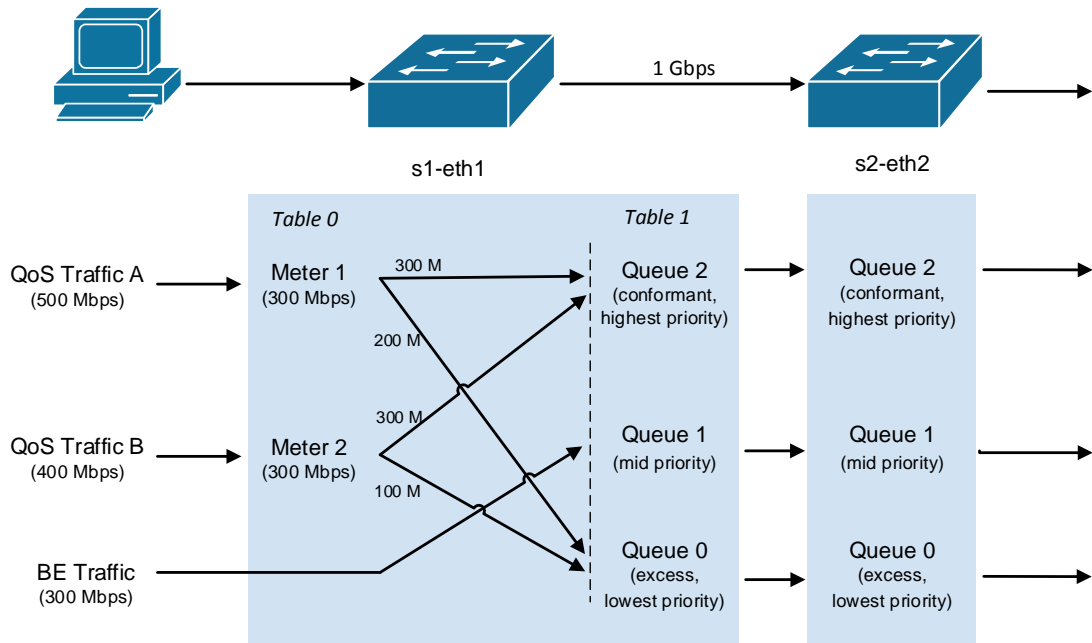 1 Gbps
s1-eth1
s2-eth2
Table 0
Table 1
QoS Traffic A
(500 Mbps)
Meter 1
(300 Mbps)
300 M
200 M
Queue 2
(conformant,
highest priority)
Queue 2
(conformant,
highest priority)
QoS Traffic B
(400 Mbps)
Meter 2
(300 Mbps)
300 M
100 M
Queue 1
(mid priority)
Queue 1
(mid priority)
BE Traffic
(300 Mbps)
Queue 0
(excess,
lowest priority)
Queue 0
(excess,
lowest priority)